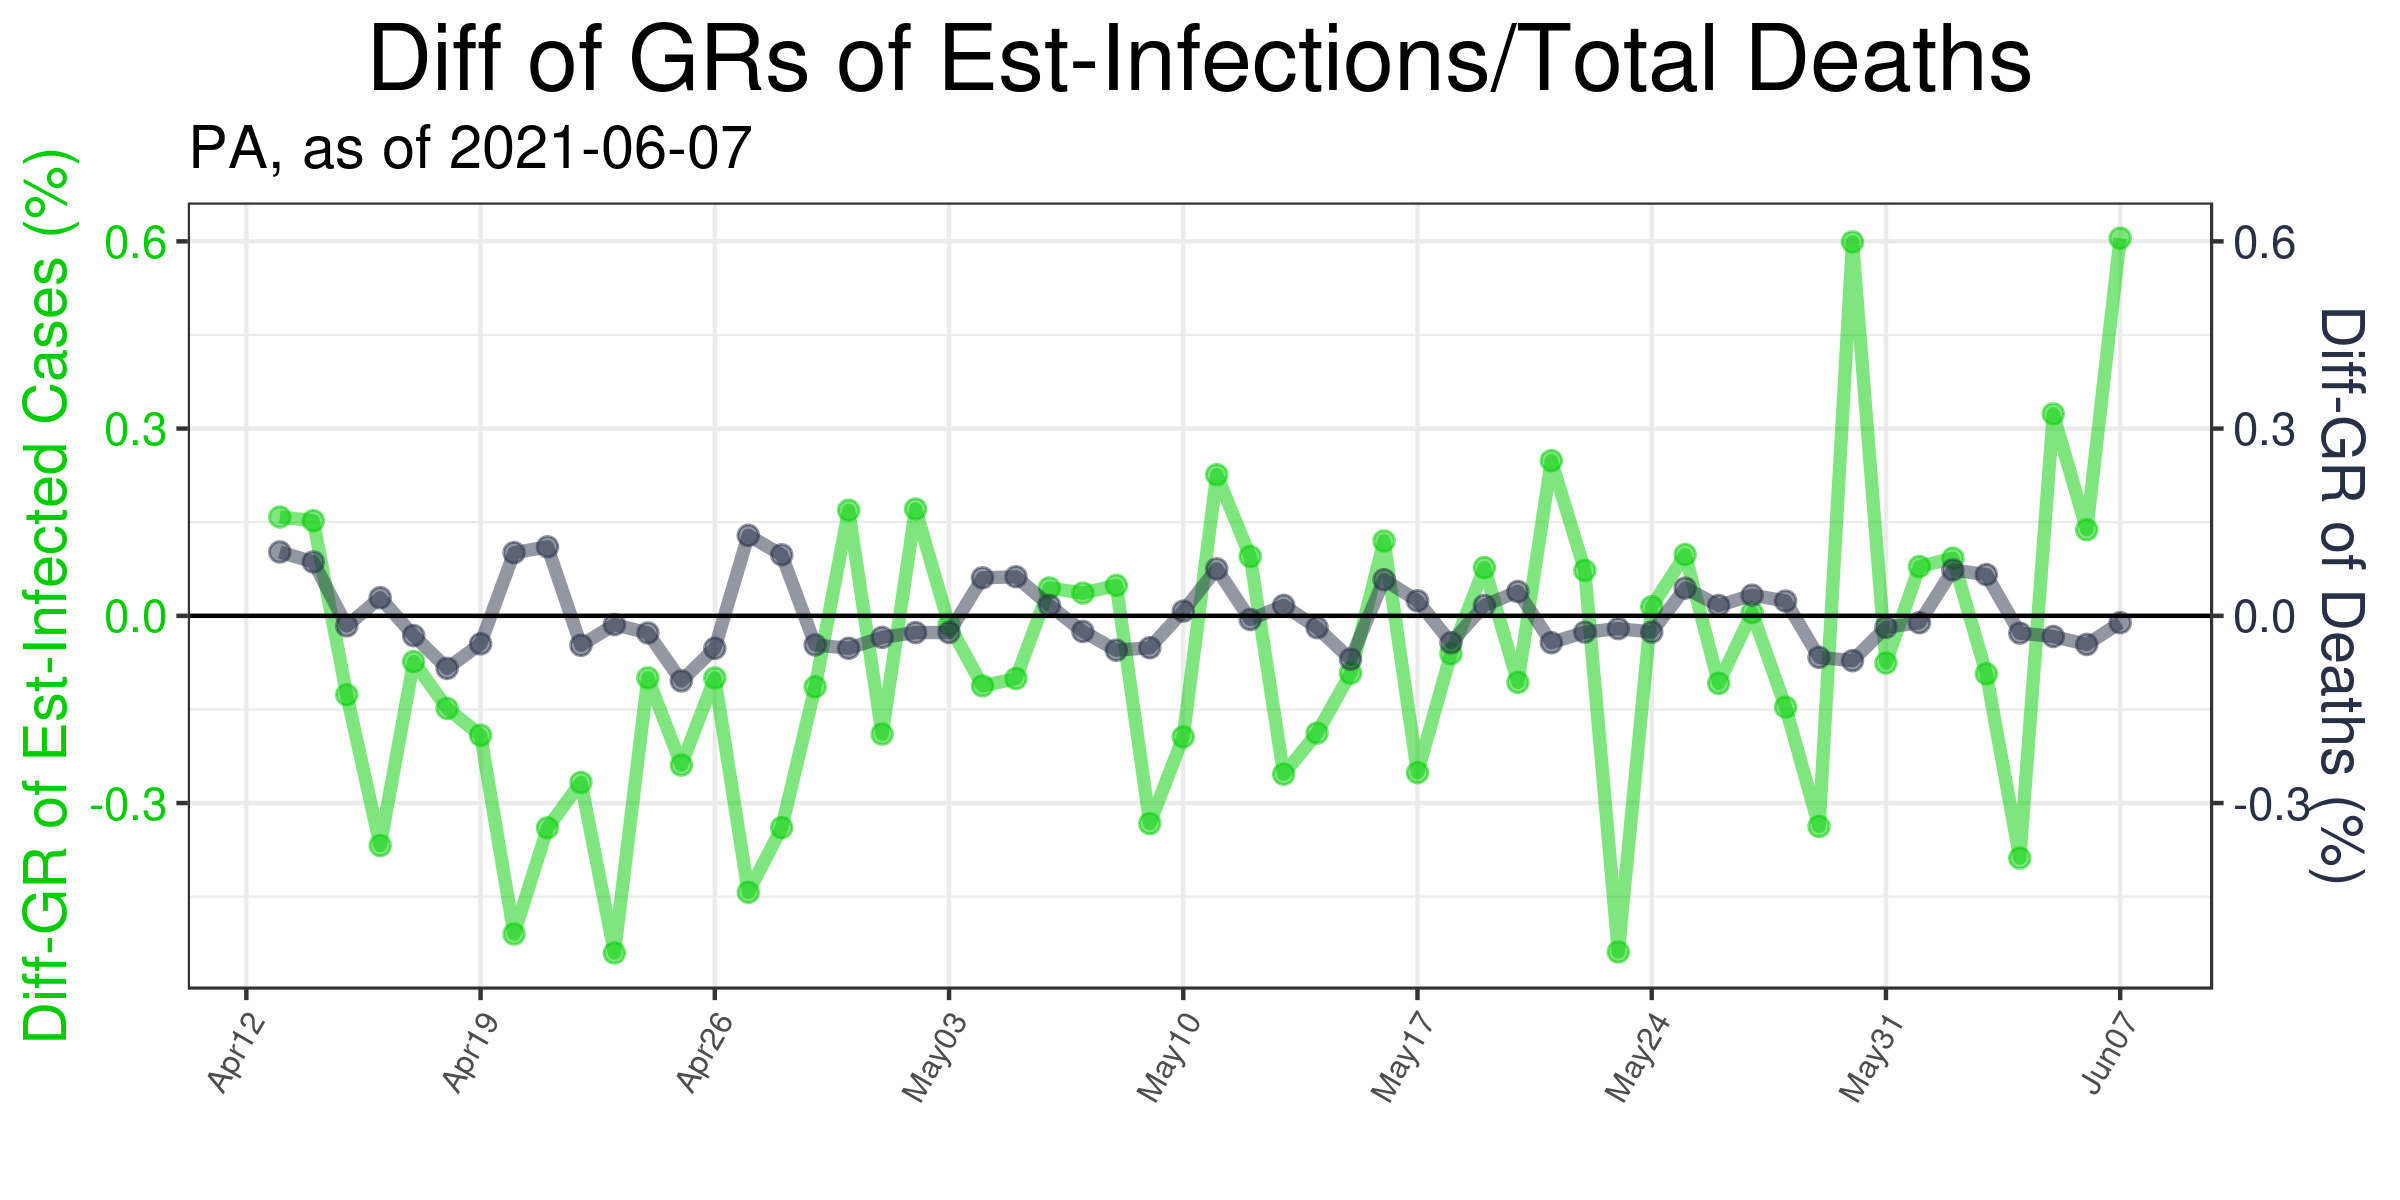 Diff of GRs of Est-Infections/Total Deaths
PA, as of 2021-06-07
Diff-GR of Est-Infected Cases (%)
0.6
0.3
0.0
-0.3
0.6
0.3
0.0
-0.3
Diff-GR of Deaths (%)
Apr12
Apr19
Apr26
May03
May10
May17
May24
May31
Jun07